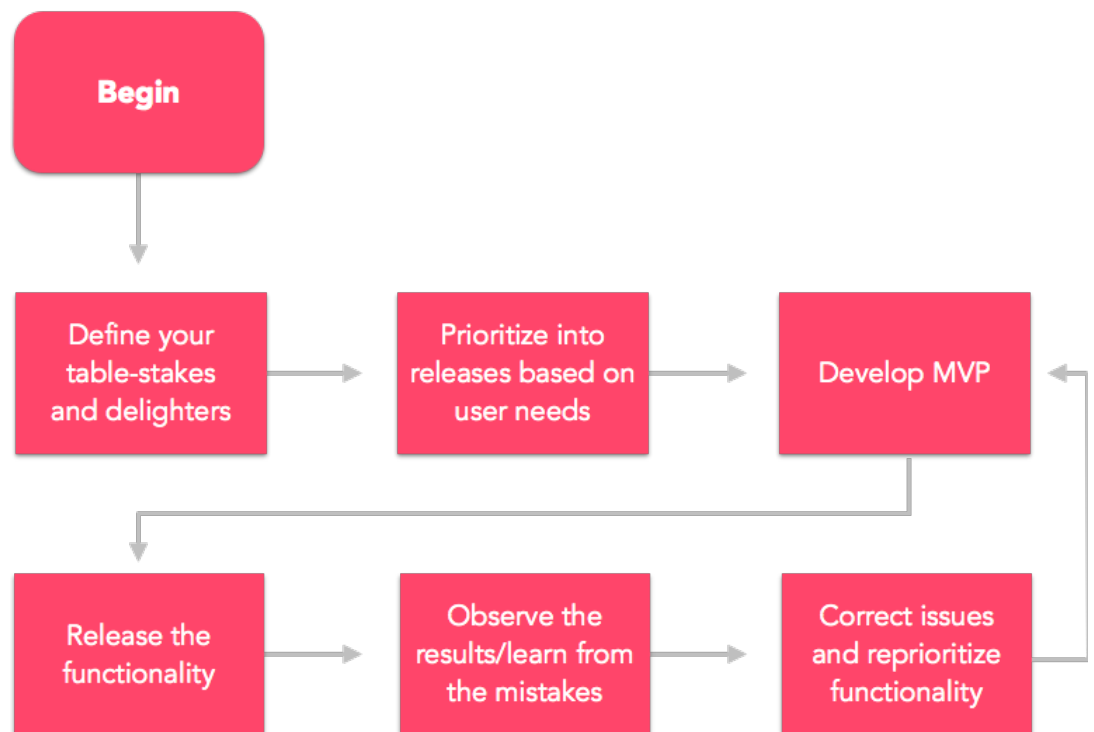 Begin
Define your
table-stakes
and delighters
Prioritize into
releases based on
user needs
Develop MVP
Release the
functionality
Observe the
results/learn from
the mistakes
Correct issues
and reprioritize
functionality